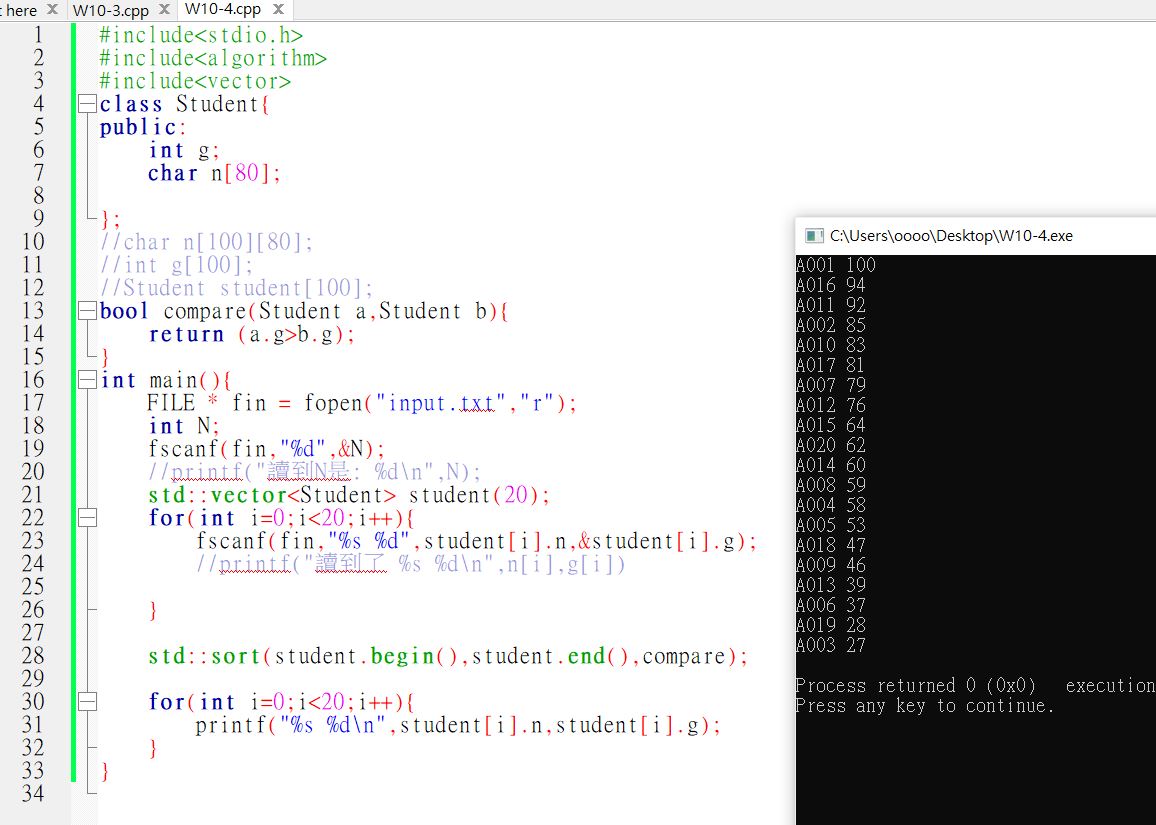 t here W10-3.cpp W10-4.cpp
1 #include<stdio.h>
2 #include<algorithm>
3 #include<vector>
4 class Student{
5 public:
6 int g;
7 char n[80];
8
9 };
10 //char n[100][80];
11 //int g[100];
12 //Student student[100];
13 bool compare(Student a,Student b){
14 return (a.g>b.g);
15 }
16 int main(){
17 FILE * fin = fopen("input.txt","r");
18 int N;
19 fscanf(fin,"%d",&N);
20 //printf("讀到N是: %d\n",N);
21 std::vector<Student> student(20);
22 for(int i=0;i<20;i++){
23 fscanf(fin,"%s %d",student[i].n,&student[i].g);
24 //printf("讀到了 %s %d\n",n[i],g[i])
25
26 }
27
28 std::sort(student.begin(),student.end(),compare);
29
30 for(int i=0;i<20;i++){
31 printf("%s %d\n",student[i].n,student[i].g);
32 }
33 }
34
C:\Users\oooo\Desktop\W10-4.exe
A001 100
A016 94
A011 92
A002 85
A010 83
A017 81
A007 79
A012 76
A015 64
A020 62
A014 60
A008 59
A004 58
A005 53
A018 47
A009 46
A013 39
A006 37
A019 28
A003 27
Process returned 0 (0x0) execution
Press any key to continue.